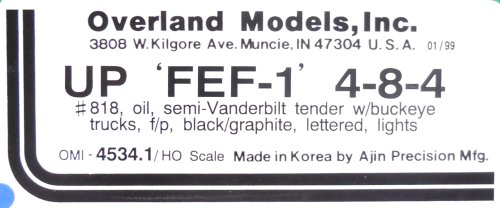 Overland Models,Inc.
3808 W.Kilgore Ave.Muncie,IN 47304 U.S.A. 01/99
UP 'FEF-1' 4-8-4
#818, oil, semi-Vanderbilt tender w/buckeye
trucks, f/p, black/graphite, lettered, lights
OMI - 4534.1/HO Scale Made in Korea by Ajin Precision Mfg.